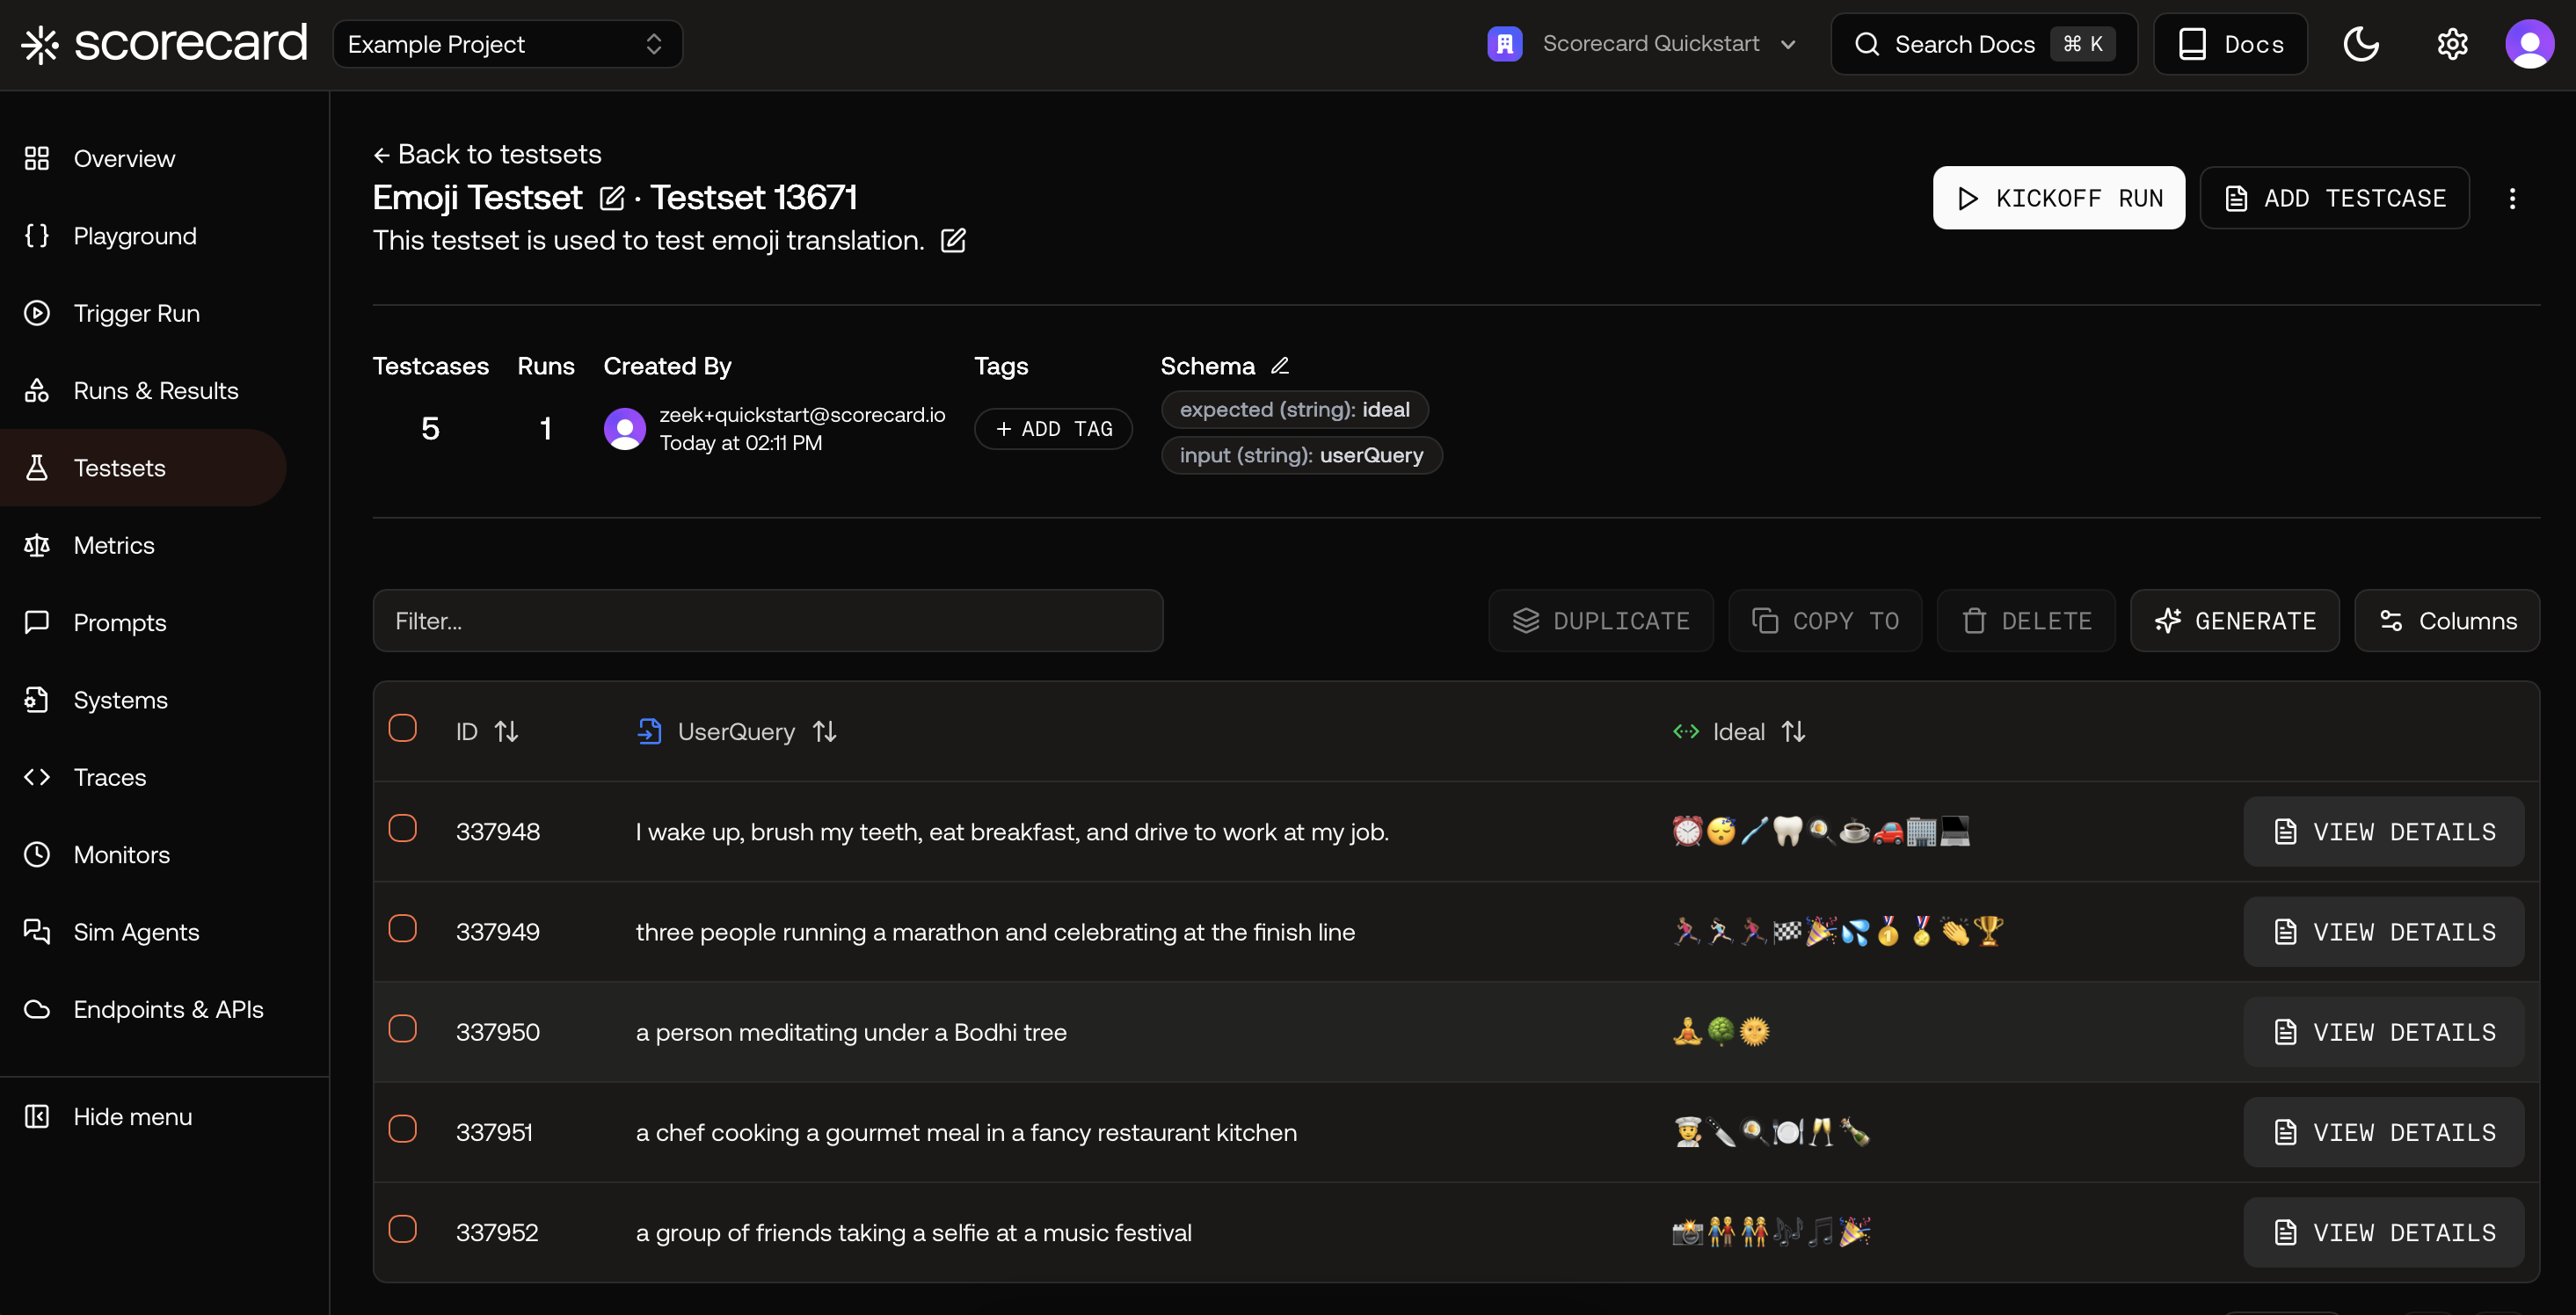 scorecard
Example Project
Scorecard Quickstart
Search Docs ⌘ K
Docs
Overview
Playground
Trigger Run
Runs & Results
Testsets
Metrics
Prompts
Systems
Traces
Monitors
Sim Agents
Endpoints & APIs
Hide menu
← Back to testsets
Emoji Testset · Testset 13671
This testset is used to test emoji translation.
KICKOFF RUN
ADD TESTCASE
Testcases Runs Created By Tags Schema
5 1 zeek+quickstart@scorecard.io
Today at 02:11 PM
+ ADD TAG
expected (string): ideal
input (string): userQuery
Filter...
DUPLICATE COPY TO DELETE GENERATE Columns
ID UserQuery Ideal
337948 I wake up, brush my teeth, eat breakfast, and drive to work at my job. VIEW DETAILS
337949 three people running a marathon and celebrating at the finish line VIEW DETAILS
337950 a person meditating under a Bodhi tree VIEW DETAILS
337951 a chef cooking a gourmet meal in a fancy restaurant kitchen VIEW DETAILS
337952 a group of friends taking a selfie at a music festival VIEW DETAILS